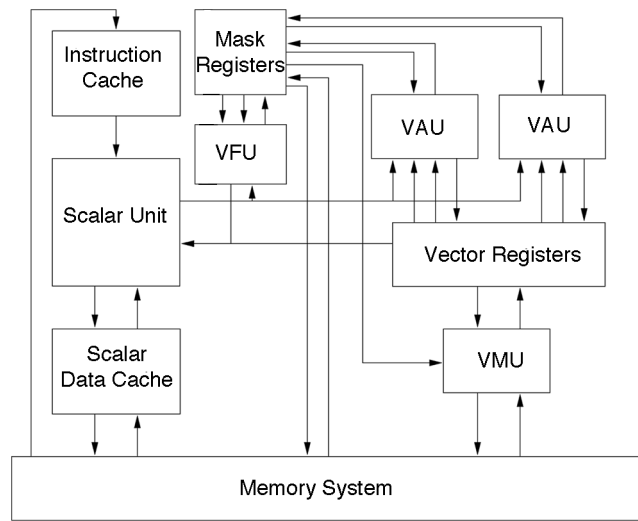 Instruction
Cache
Mask
Registers
VAU
VAU
VFU
Scalar Unit
Vector Registers
Scalar
Data Cache
VMU
Memory System